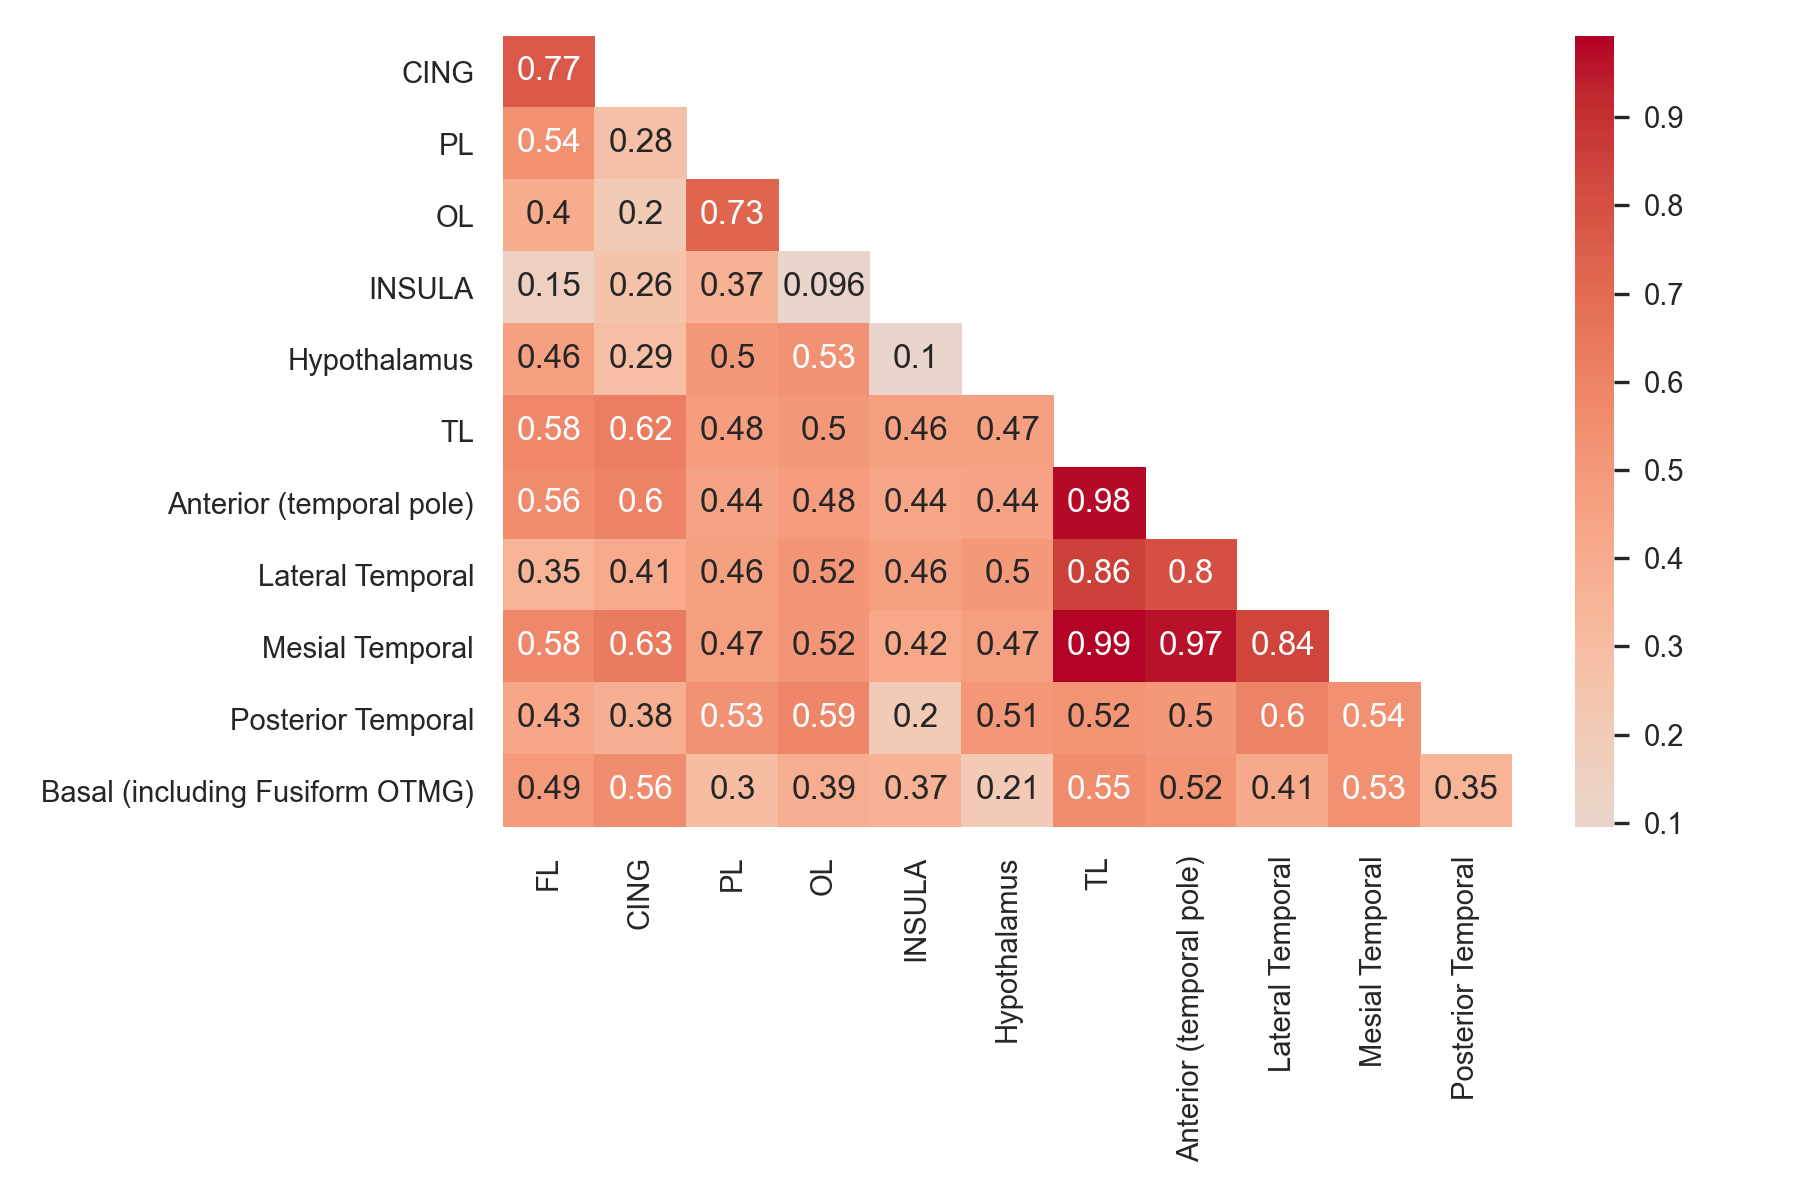 CING 0.77
PL 0.54 0.28
OL 0.4 0.2 0.73
INSULA 0.15 0.26 0.37 0.096
Hypothalamus 0.46 0.29 0.5 0.53 0.1
TL 0.58 0.62 0.48 0.5 0.46 0.47
Anterior (temporal pole) 0.56 0.6 0.44 0.48 0.44 0.44 0.98
Lateral Temporal 0.35 0.41 0.46 0.52 0.46 0.5 0.86 0.8
Mesial Temporal 0.58 0.63 0.47 0.52 0.42 0.47 0.99 0.97 0.84
Posterior Temporal 0.43 0.38 0.53 0.59 0.2 0.51 0.52 0.5 0.6 0.54
Basal (including Fusiform OTMG) 0.49 0.56 0.3 0.39 0.37 0.21 0.55 0.52 0.41 0.53 0.35
FL
CING
PL
OL
INSULA
Hypothalamus
TL
Anterior (temporal pole)
Lateral Temporal
Mesial Temporal
Posterior Temporal
0.9
0.8
0.7
0.6
0.5
0.4
0.3
0.2
0.1